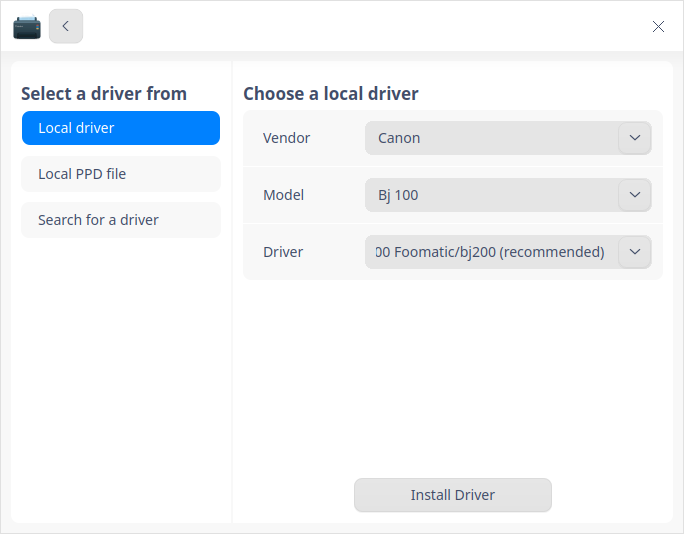 Select a driver from
Local driver
Local PPD file
Search for a driver
Choose a local driver
Vendor
Canon
Model
Bj 100
Driver
00 Foomatic/bj200 (recommended)
Install Driver